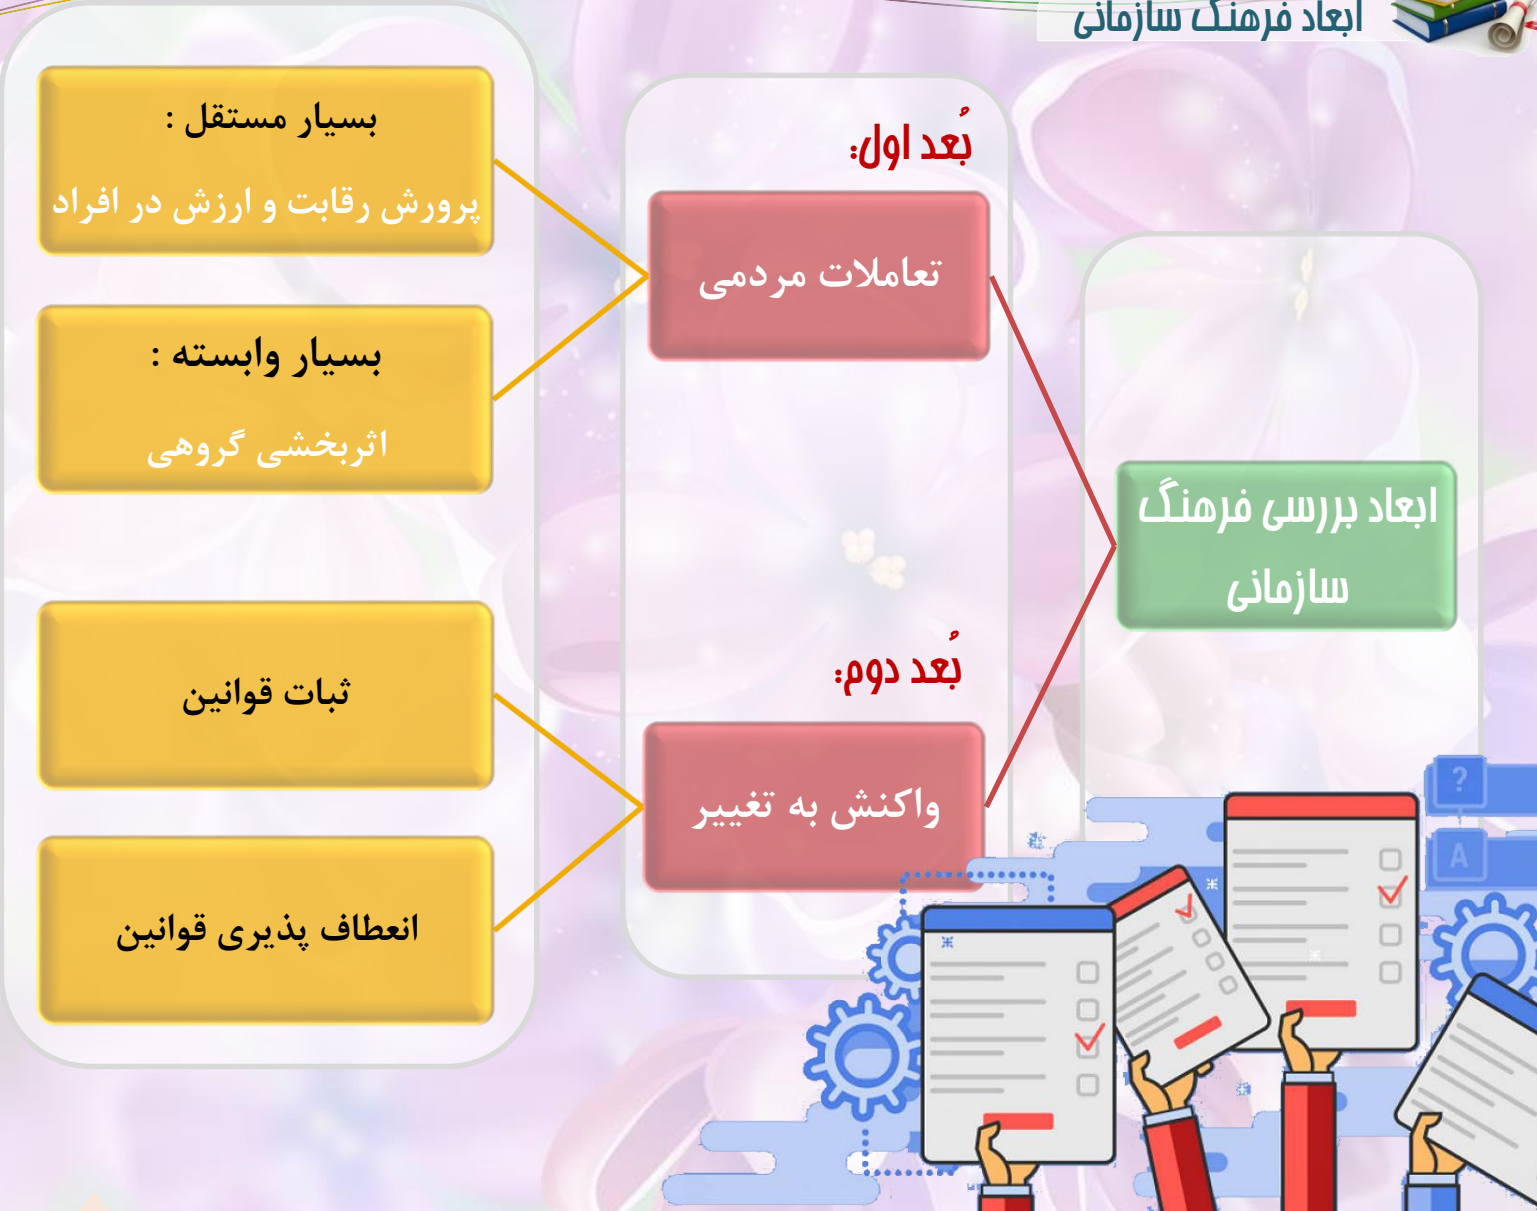 ابعاد فرهنگ سازمانی
ابعاد بررسی فرهنگ
سازمانی
بُعد اول:
تعاملات مردمی
بسیار مستقل :
پرورش رقابت و ارزش در افراد
بسیار وابسته :
اثربخشی گروهی
بُعد دوم:
واکنش به تغییر
ثبات قوانین
انعطاف پذیری قوانین
?
A